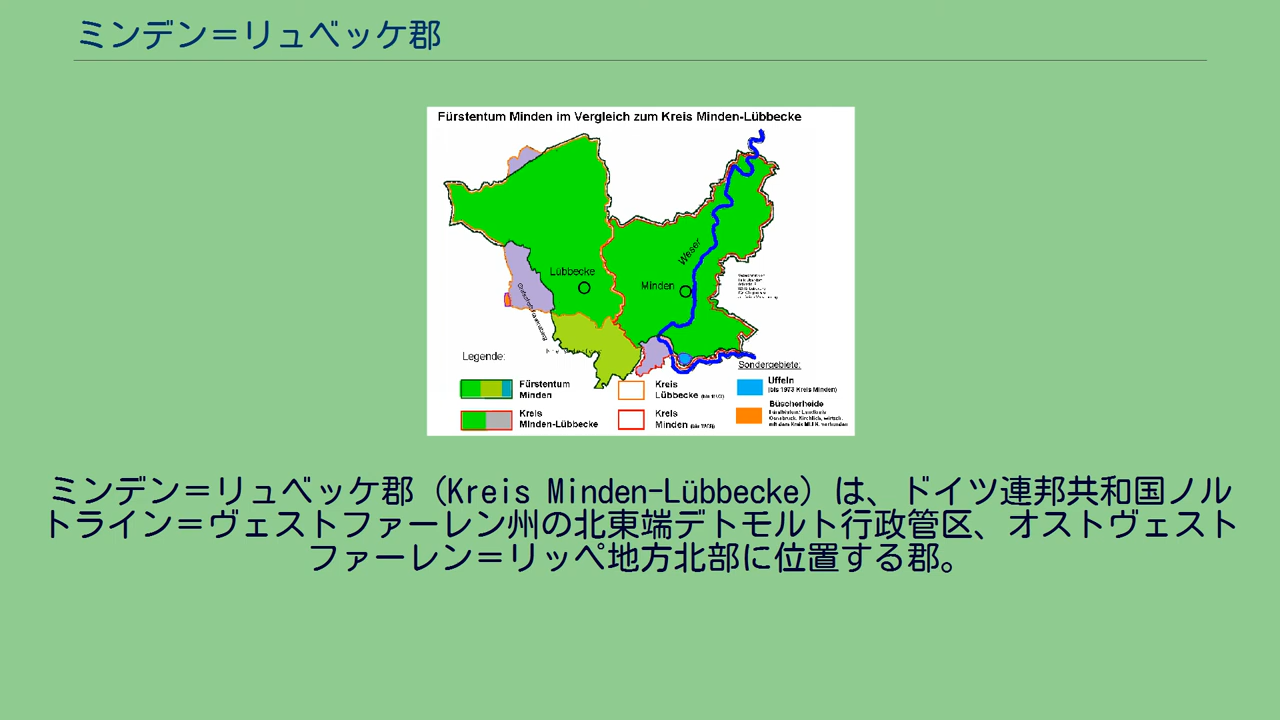 ミンデン＝リュベッケ郡
Fürstentum Minden im Vergleich zum Kreis Minden-Lübbecke
Weser
Lübbecke
Minden
Legende:
Fürstentum
Minden
Kreis
Minden-Lübbecke
Kreis
Lübbecke
Kreis
Minden
Sondergebiete:
Uffeln
(bis 1973 Kreis Minden)
Büscherheide
ミンデン＝リュベッケ郡（Kreis Minden-Lübbecke）は、ドイツ連邦共和国ノル
トライン＝ヴェストファーレン州の北東端デトモルト行政管区、オストヴェスト
ファーレン＝リッペ地方北部に位置する郡。